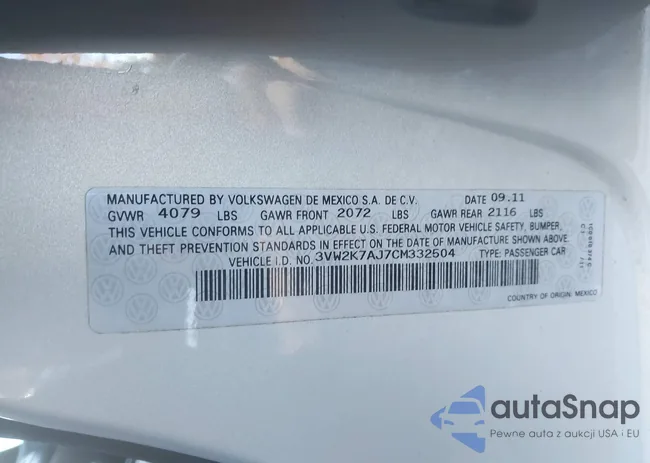 MANUFACTURED BY VOLKSWAGEN DE MEXICO S.A. DE C.V. DATE 09.11
GVWR 4079 LBS GAWR FRONT 2072 LBS GAWR REAR 2116 LBS
THIS VEHICLE CONFORMS TO ALL APPLICABLE U.S. FEDERAL MOTOR VEHICLE SAFETY, BUMPER,
AND THEFT PREVENTION STANDARDS IN EFFECT ON THE DATE OF MANUFACTURE SHOWN ABOVE.
VEHICLE I.D. NO. 3VW2K7AJ7CM332604 TYPE: PASSENGER CAR
COUNTRY OF ORIGIN: MEXICO
autaSnap
Pewne auta z aukcji USA i EU